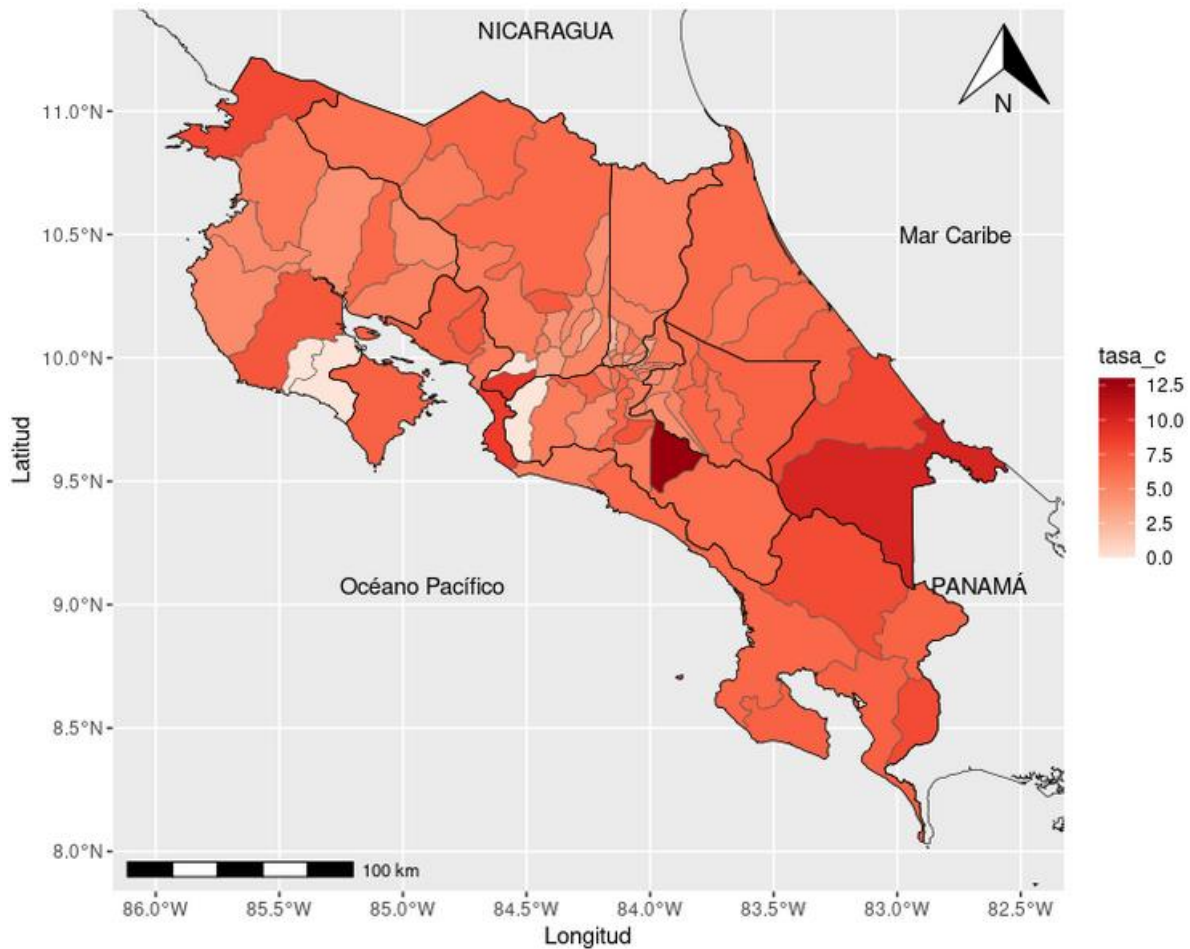 NICARAGUA
N
11.0°N
10.5°N
10.0°N
9.5°N
9.0°N
8.5°N
8.0°N
Latitud
Mar Caribe
Océano Pacífico
PANAMÁ
100 km
86.0°W 85.5°W 85.0°W 84.5°W 84.0°W 83.5°W 83.0°W 82.5°W
Longitud
tasa_c
12.5
10.0
7.5
5.0
2.5
0.0